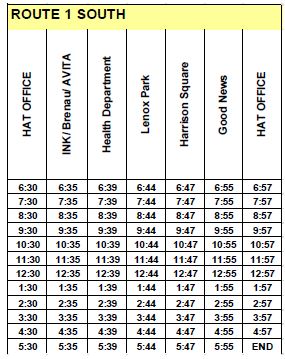 ROUTE 1 SOUTH
HAT OFFICE INK/ Brenau/ AVITA Health Department Lenox Park Harrison Square Good News HAT OFFICE
6:30 6:35 6:39 6:44 6:47 6:55 6:57
7:30 7:35 7:39 7:44 7:47 7:55 7:57
8:30 8:35 8:39 8:44 8:47 8:55 8:57
9:30 9:35 9:39 9:44 9:47 9:55 9:57
10:30 10:35 10:39 10:44 10:47 10:55 10:57
11:30 11:35 11:39 11:44 11:47 11:55 11:57
12:30 12:35 12:39 12:44 12:47 12:55 12:57
1:30 1:35 1:39 1:44 1:47 1:55 1:57
2:30 2:35 2:39 2:44 2:47 2:55 2:57
3:30 3:35 3:39 3:44 3:47 3:55 3:57
4:30 4:35 4:39 4:44 4:47 4:55 4:57
5:30 5:35 5:39 5:44 5:47 5:55 END